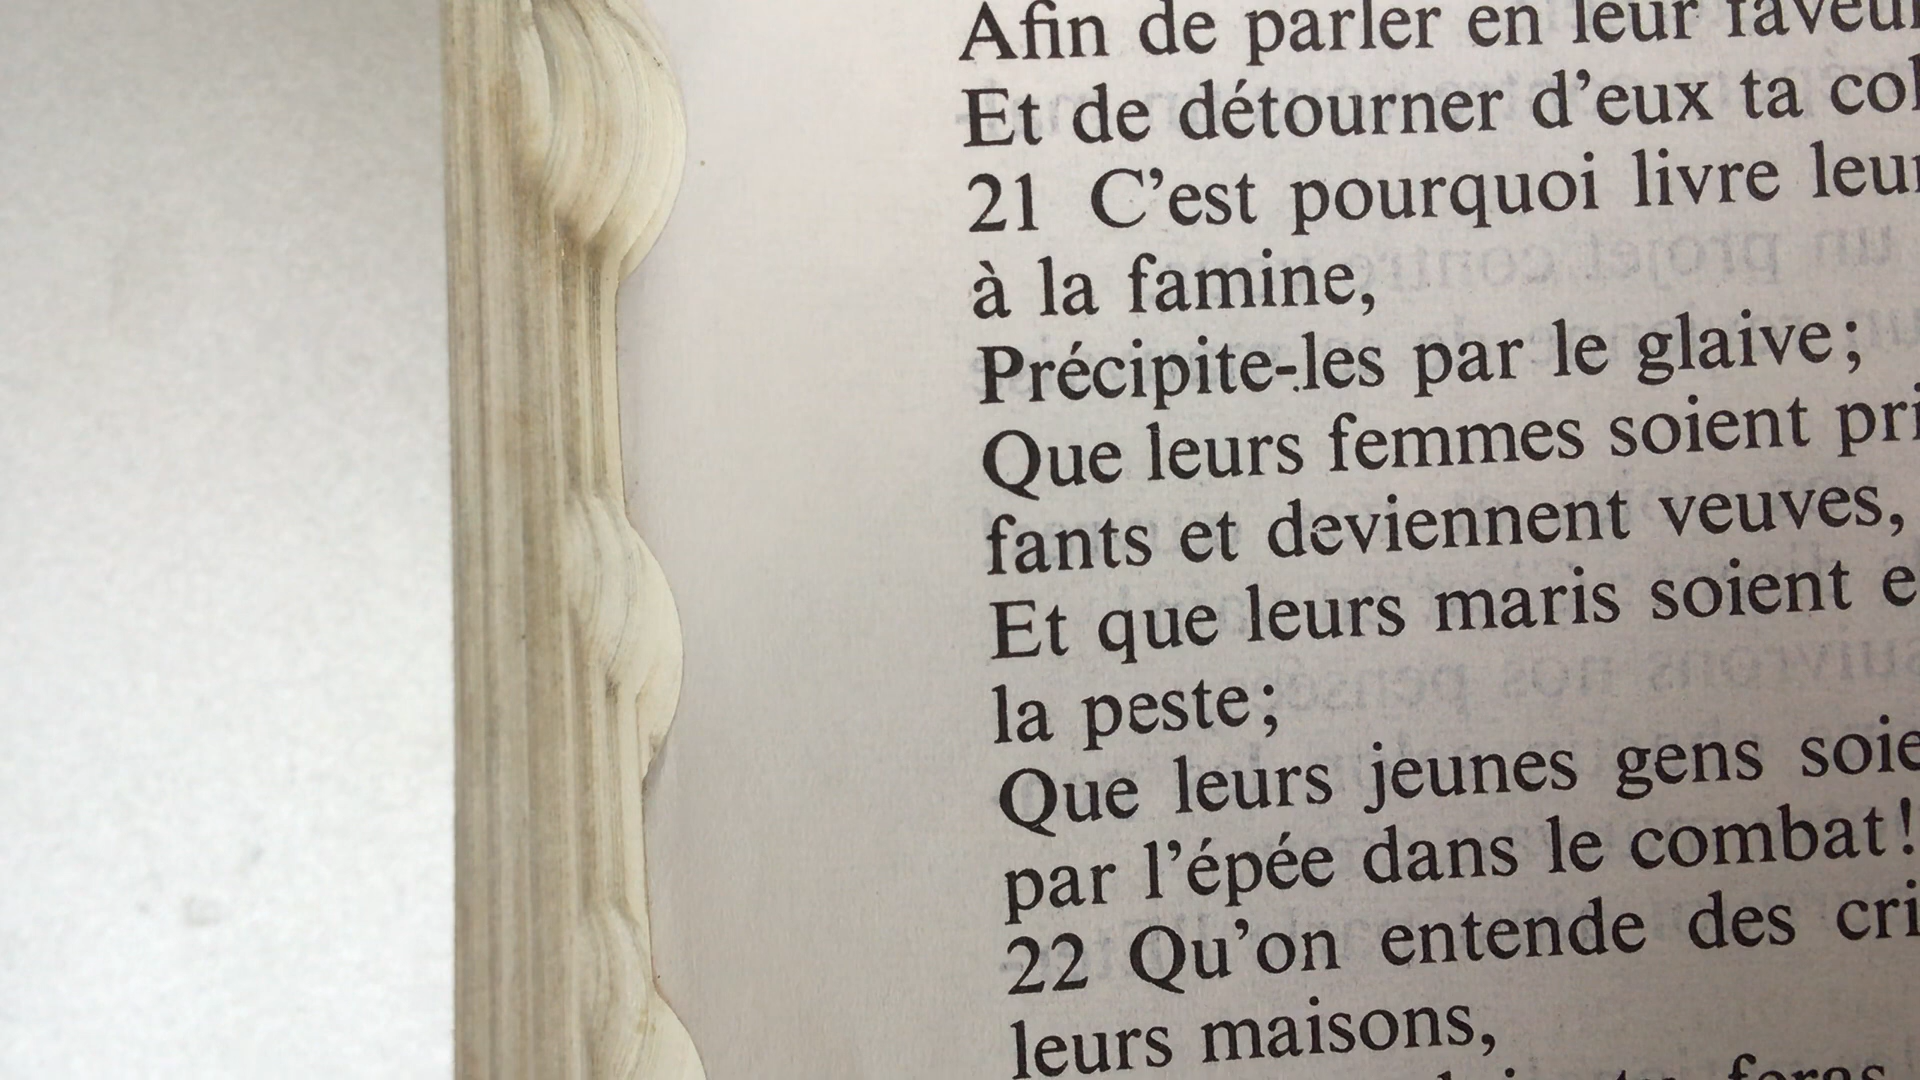 Afin de parler en leur
Et de détourner d'eux ta
21 C'est pourquoi livre
à la famine,
Précipite-les par le glaive;
Que leurs femmes soient
fants et deviennent veuves,
Et que leurs maris soient
la peste;
Que leurs jeunes gens
par l'épée dans le combat!
22 Qu'on entende des
leurs maisons,